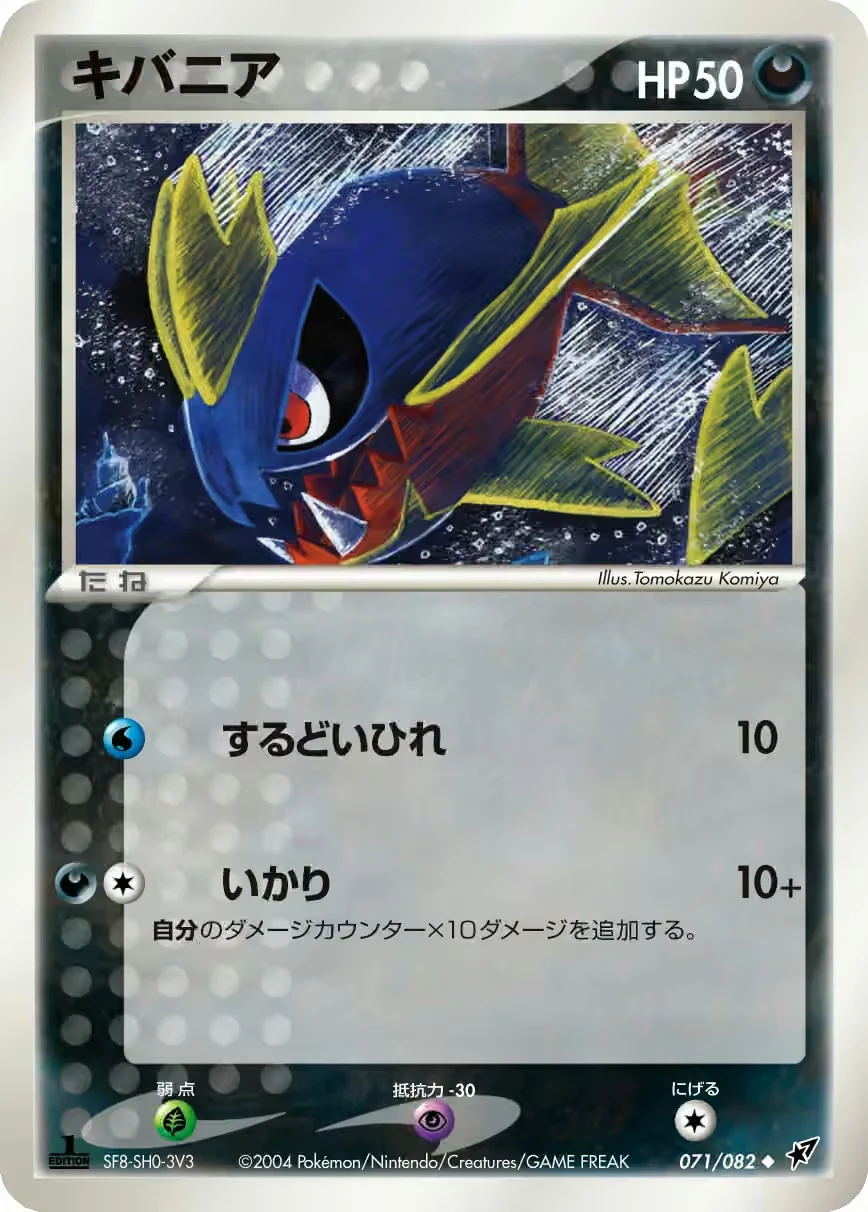 キバニア HP50
たね Illus. Tomokazu Komiya
するどいひれ 10
いかり 10+
自分のダメージカウンター×10ダメージを追加する。
弱点 抵抗力 -30 にげる
1 EDITION SF8-SH0-3V3 ©2004 Pokémon/Nintendo/Creatures/GAME FREAK 071/082